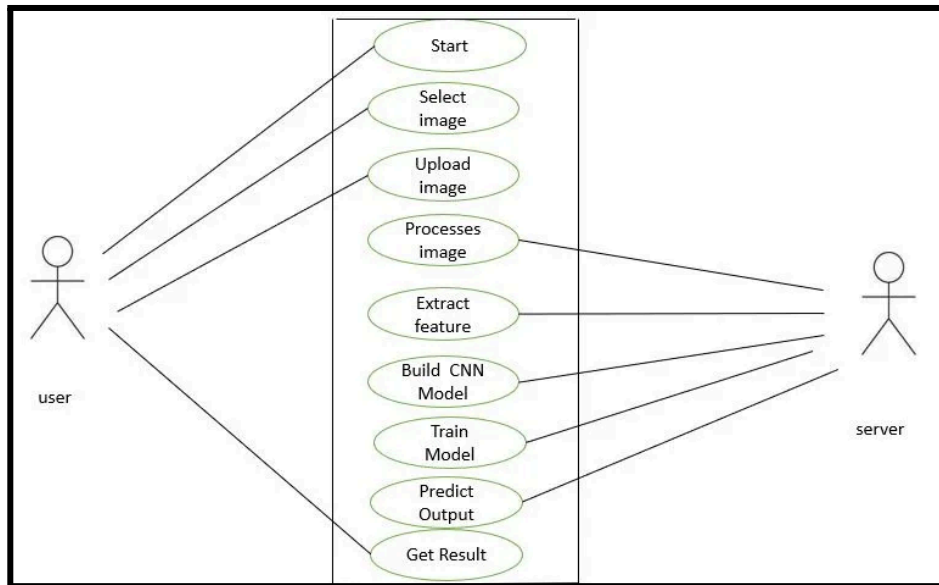 Start
Select
image
Upload
image
Processes
image
Extract
feature
Build CNN
Model
user
Train
Model
server
Predict
Output
Get Result